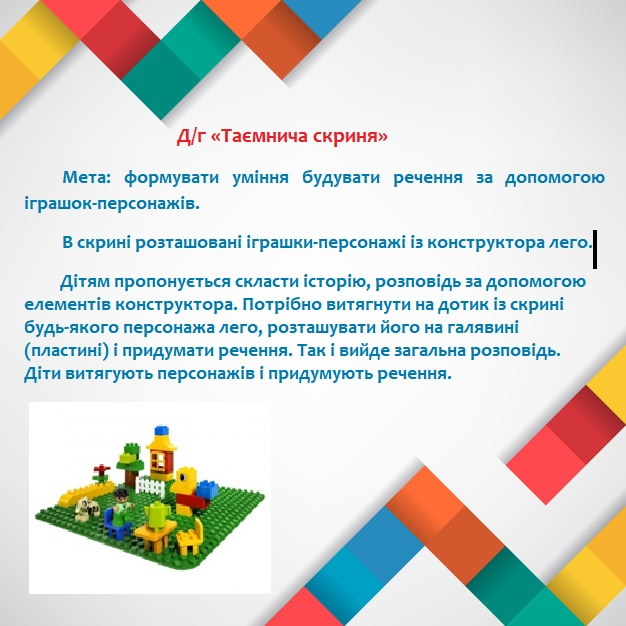 Д/г «Таємнича скриня»
Мета: формувати уміння будувати речення за допомогою
іграшок-персонажів.
В скрині розташовані іграшки-персонажі із конструктора лего.
Дітям пропонується скласти історію, розповідь за допомогою
елементів конструктора. Потрібно витягнути на дотик із скрині
будь-якого персонажа лего, розташувати його на галявині
(пластині) і придумати речення. Так і вийде загальна розповідь.
Діти витягують персонажів і придумують речення.